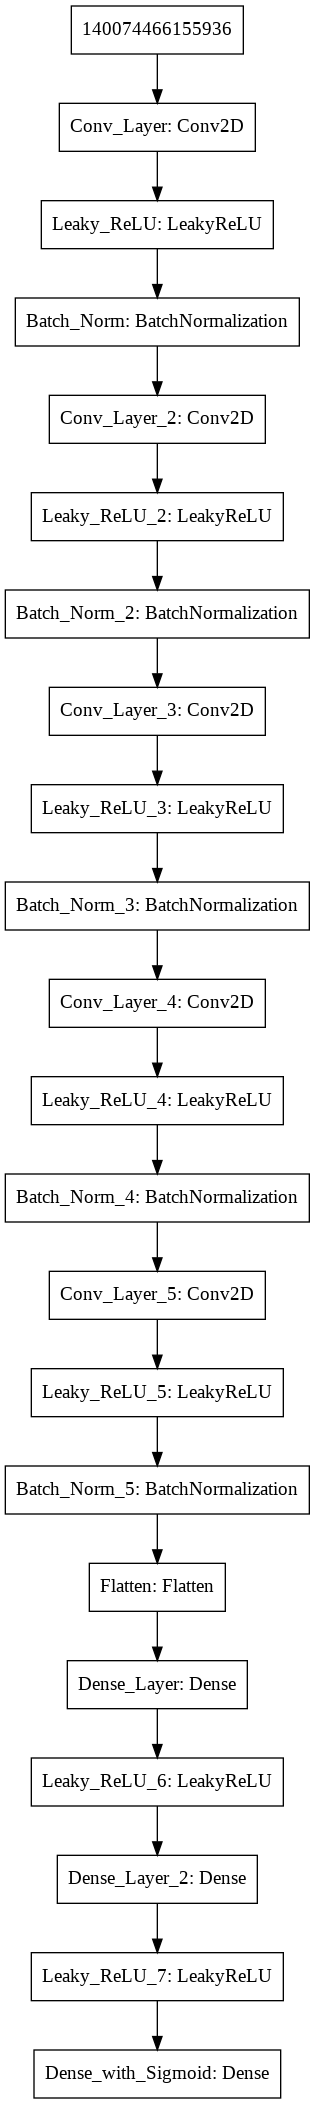 140074466155936
Conv_Layer: Conv2D
Leaky_ReLU: LeakyReLU
Batch_Norm: BatchNormalization
Conv_Layer_2: Conv2D
Leaky_ReLU_2: LeakyReLU
Batch_Norm_2: BatchNormalization
Conv_Layer_3: Conv2D
Leaky_ReLU_3: LeakyReLU
Batch_Norm_3: BatchNormalization
Conv_Layer_4: Conv2D
Leaky_ReLU_4: LeakyReLU
Batch_Norm_4: BatchNormalization
Conv_Layer_5: Conv2D
Leaky_ReLU_5: LeakyReLU
Batch_Norm_5: BatchNormalization
Flatten: Flatten
Dense_Layer: Dense
Leaky_ReLU_6: LeakyReLU
Dense_Layer_2: Dense
Leaky_ReLU_7: LeakyReLU
Dense_with_Sigmoid: Dense